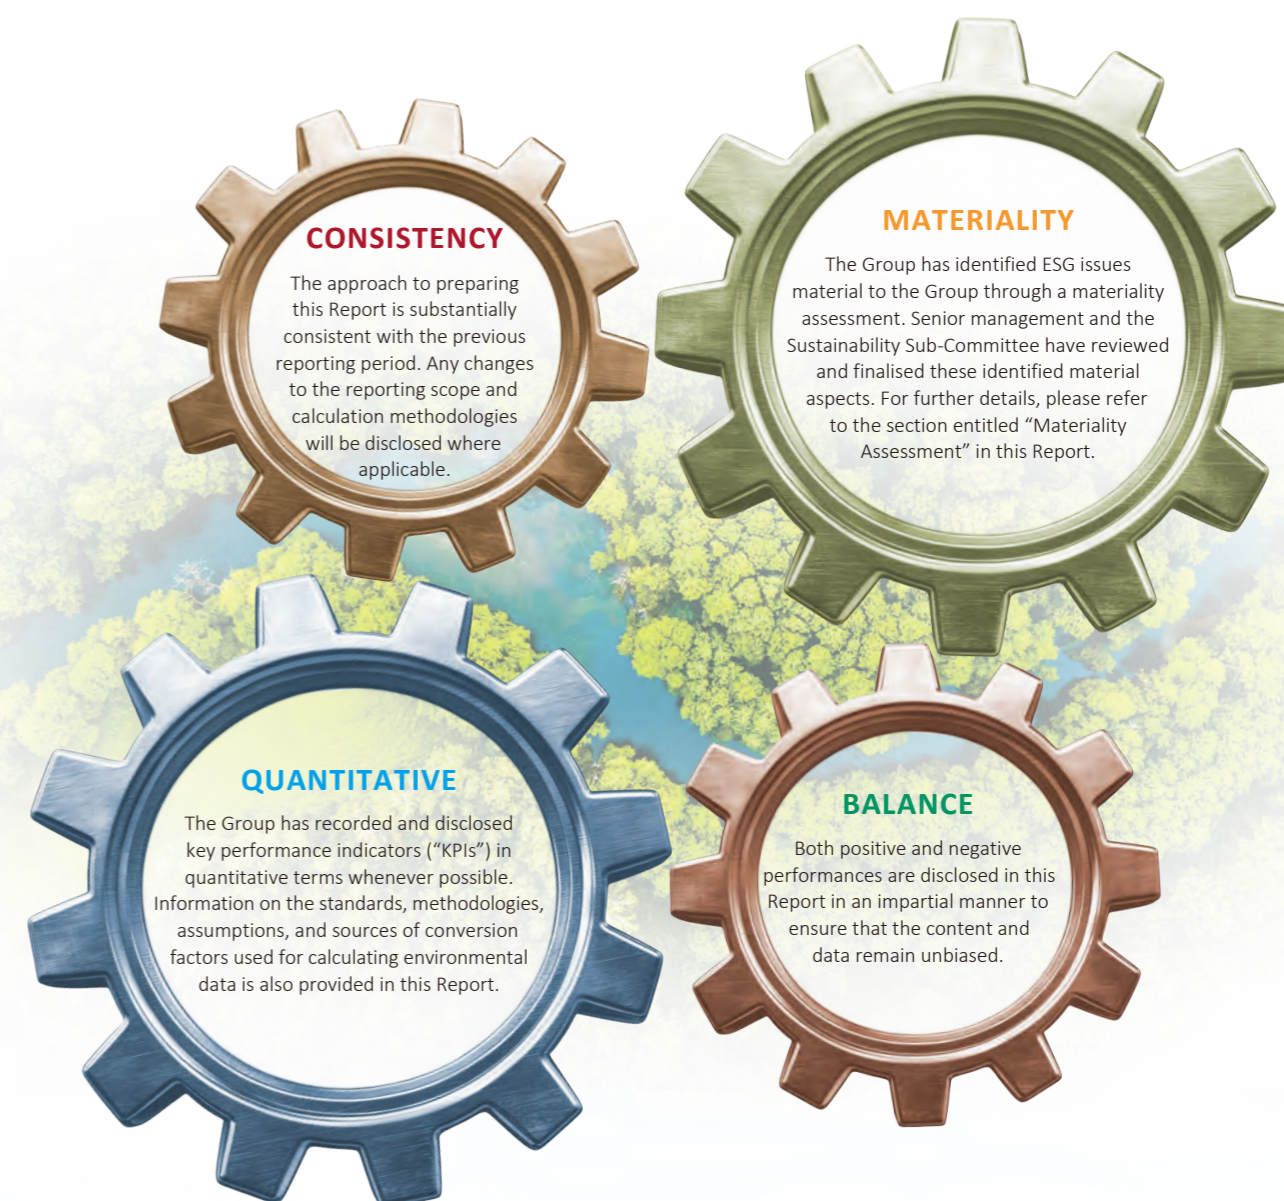 CONSISTENCY
The approach to preparing
this Report is substantially
consistent with the previous
reporting period. Any changes
to the reporting scope and
calculation methodologies
will be disclosed where
applicable.
MATERIALITY
The Group has identified ESG issues
material to the Group through a materiality
assessment. Senior management and the
Sustainability Sub-Committee have reviewed
and finalised these identified material
aspects. For further details, please refer
to the section entitled “Materiality
Assessment” in this Report.
QUANTITATIVE
The Group has recorded and disclosed
key performance indicators (“KPIs”) in
quantitative terms whenever possible.
Information on the standards, methodologies,
assumptions, and sources of conversion
factors used for calculating environmental
data is also provided in this Report.
BALANCE
Both positive and negative
performances are disclosed in this
Report in an impartial manner to
ensure that the content and
data remain unbiased.